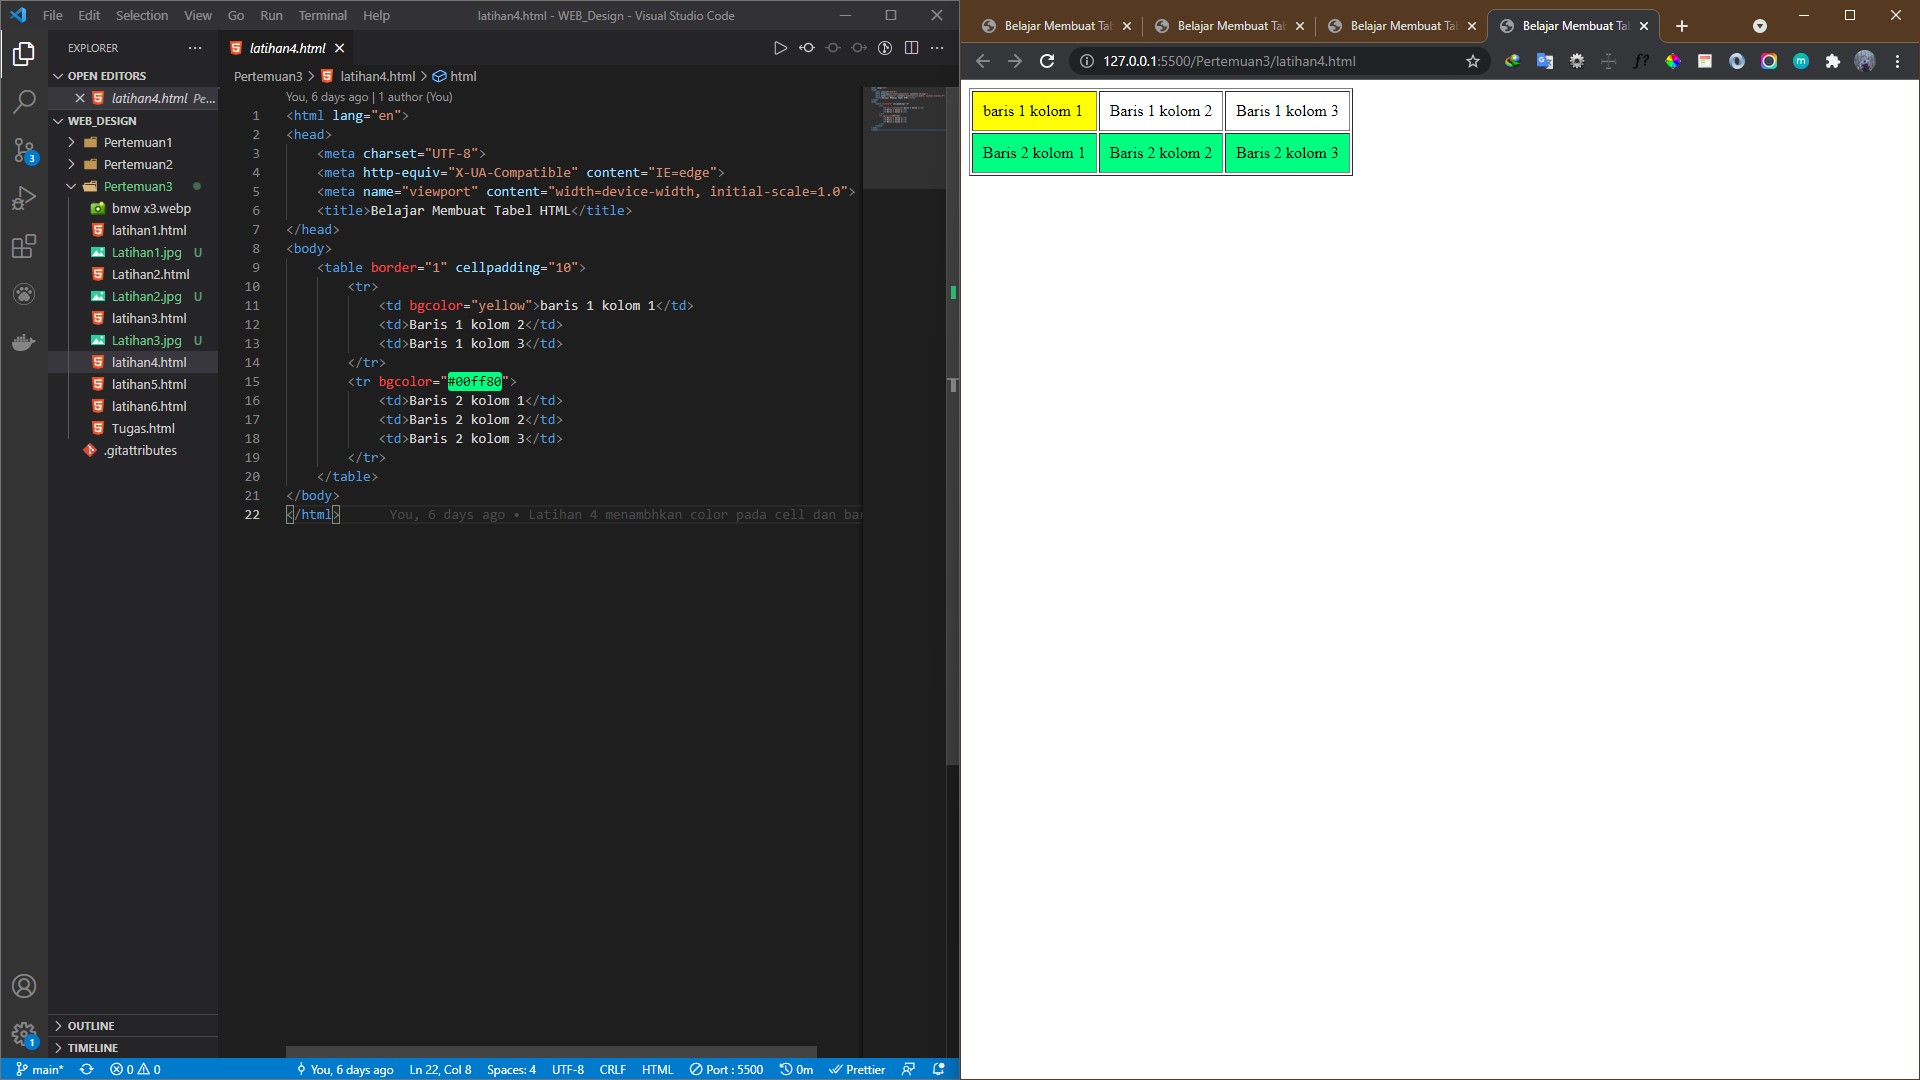 File Edit Selection View Go Run Terminal Help
latihan4.html - WEB_Design - Visual Studio Code
EXPLORER
OPEN EDITORS
latihan4.html Pe...
WEB_DESIGN
Pertemuan1
Pertemuan2
Pertemuan3
bmw x3.webp
latihan1.html
Latihan1.jpg U
Latihan2.html
Latihan2.jpg U
latihan3.html
Latihan3.jpg U
latihan4.html
latihan5.html
latihan6.html
Tugas.html
.gitattributes
OUTLINE
TIMELINE
3
1
latihan4.html
Pertemuan3 > latihan4.html > html
You, 6 days ago | 1 author (You)
1 <html lang="en">
2 <head>
3 <meta charset="UTF-8">
4 <meta http-equiv="X-UA-Compatible" content="IE=edge">
5 <meta name="viewport" content="width=device-width, initial-scale=1.0">
6 <title>Belajar Membuat Tabel HTML</title>
7 </head>
8 <body>
9 <table border="1" cellpadding="10">
10 <tr>
11 <td bgcolor="yellow">baris 1 kolom 1</td>
12 <td>Baris 1 kolom 2</td>
13 <td>Baris 1 kolom 3</td>
14 </tr>
15 <tr bgcolor="#00ff80">
16 <td>Baris 2 kolom 1</td>
17 <td>Baris 2 kolom 2</td>
18 <td>Baris 2 kolom 3</td>
19 </tr>
20 </table>
21 </body>
22 </html> You, 6 days ago • Latihan 4 menambhkan color pada cell dan bar
main* 0 0 You, 6 days ago Ln 22, Col 8 Spaces: 4 UTF-8 CRLF HTML Port : 5500 0m Prettier
Belajar Membuat Tab Belajar Membuat Tab Belajar Membuat Tab Belajar Membuat Tab
127.0.0.1:5500/Pertemuan3/latihan4.html
baris 1 kolom 1 Baris 1 kolom 2 Baris 1 kolom 3
Baris 2 kolom 1 Baris 2 kolom 2 Baris 2 kolom 3